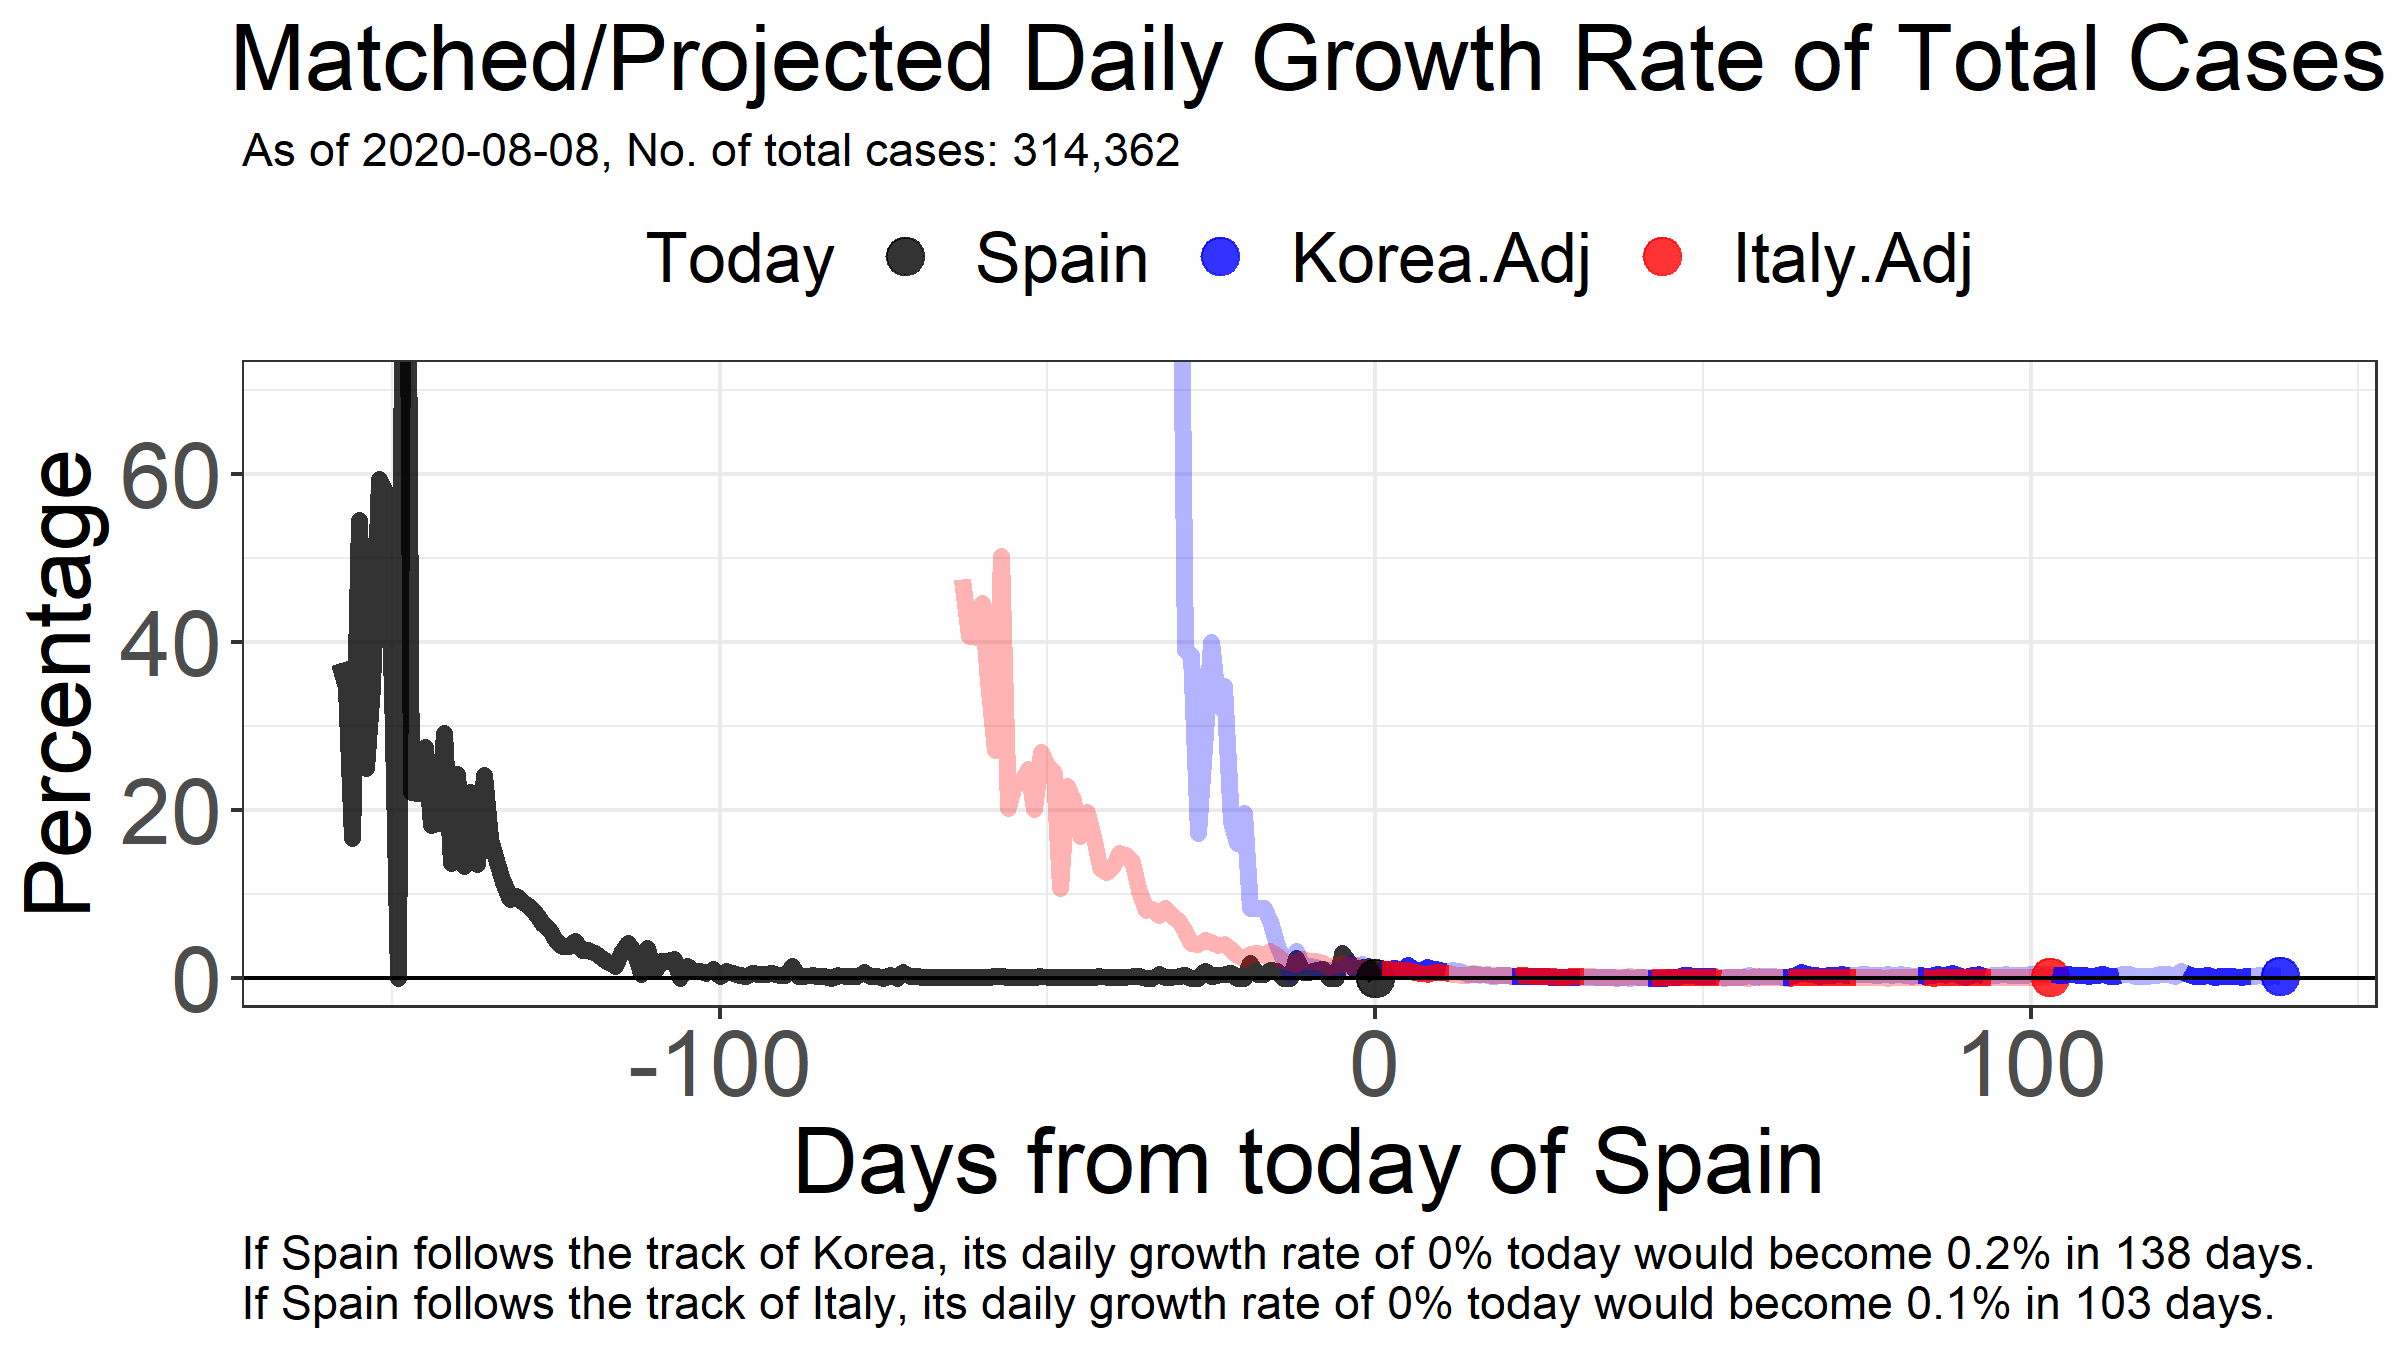 Matched/Projected Daily Growth Rate of Total Cases
As of 2020-08-08, No. of total cases: 314,362
Today Spain Korea.Adj Italy.Adj
Percentage
60
40
20
0
-100 0 100
Days from today of Spain
If Spain follows the track of Korea, its daily growth rate of 0% today would become 0.2% in 138 days.
If Spain follows the track of Italy, its daily growth rate of 0% today would become 0.1% in 103 days.